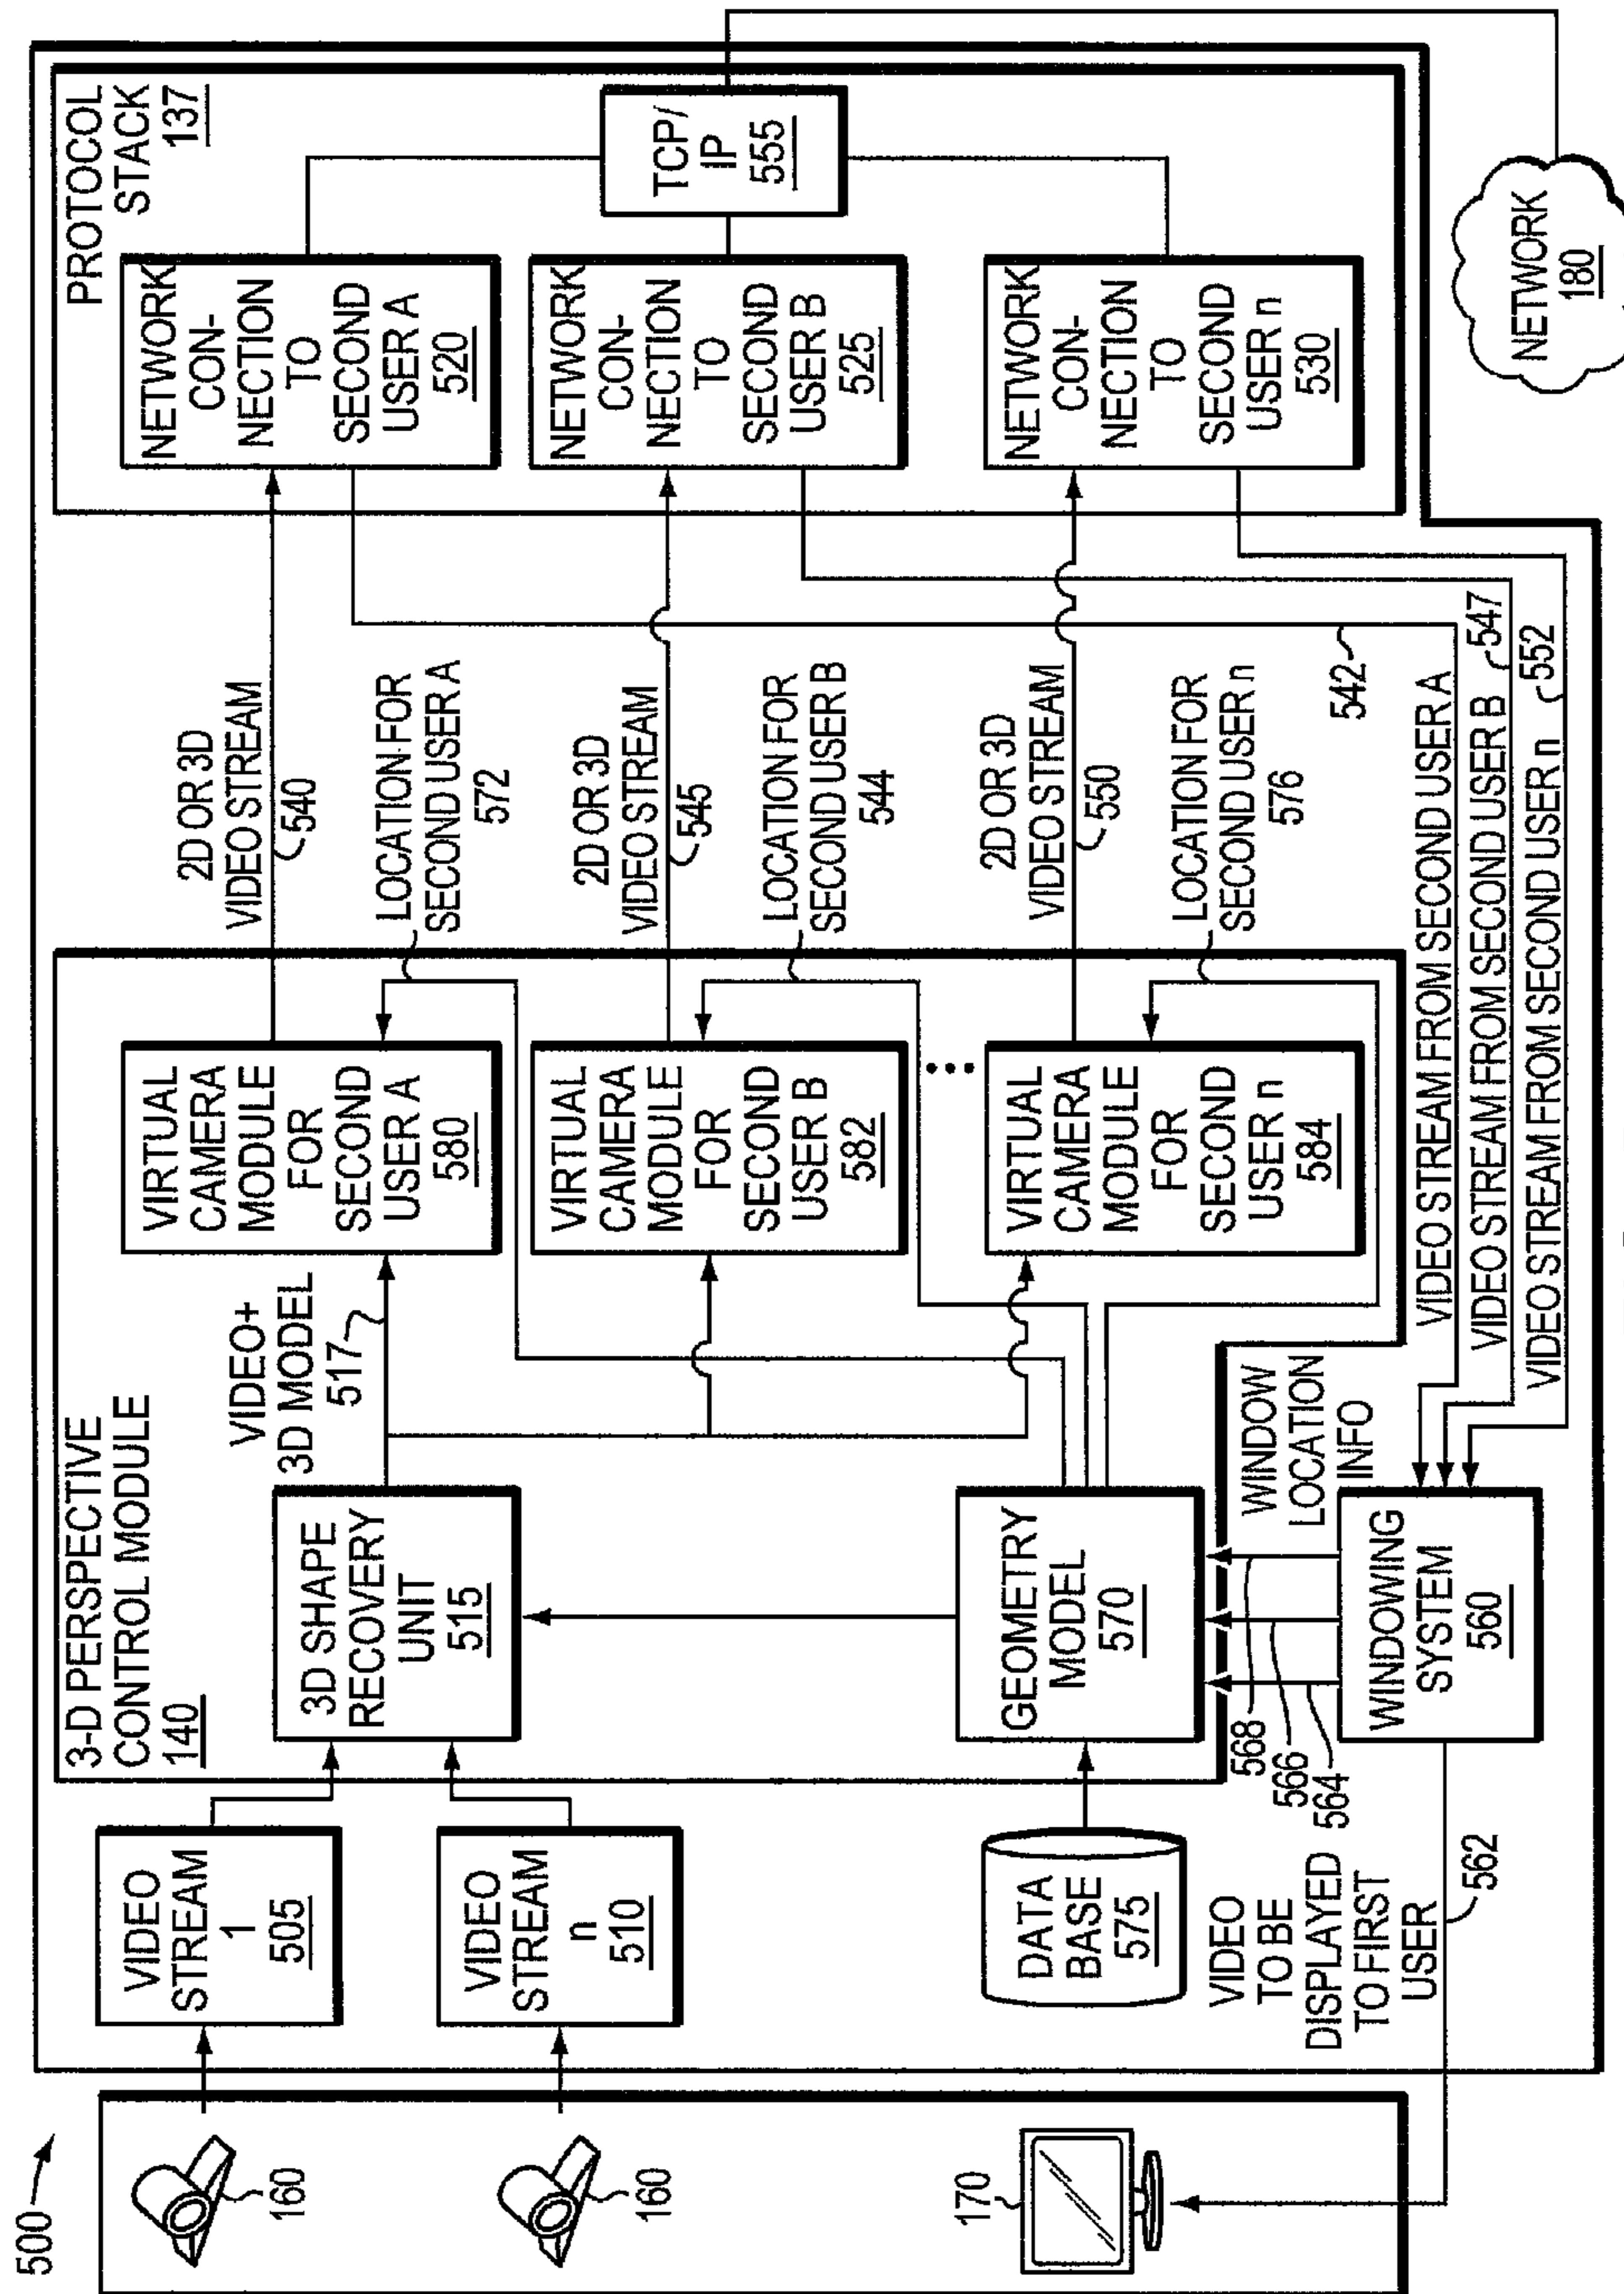 500
160
160
170
VIDEO
STREAM
1
505
VIDEO
STREAM
n
510
DATA
BASE
575
VIDEO
TO BE
DISPLAYED
TO FIRST
USER
562
3-D PERSPECTIVE
CONTROL MODULE
140
3D SHAPE
RECOVERY
UNIT
515
GEOMETRY
MODEL
570
568
566
564
WINDOWING
SYSTEM
560
WINDOW
LOCATION
INFO
VIDEO+
3D MODEL
517
VIRTUAL
CAMERA
MODULE
FOR
SECOND
USER A
580
VIRTUAL
CAMERA
MODULE
FOR
SECOND
USER B
582
VIRTUAL
CAMERA
MODULE
FOR
SECOND
USER n
584
2D OR 3D
VIDEO STREAM
540
LOCATION FOR
SECOND USER A
572
2D OR 3D
VIDEO STREAM
545
LOCATION FOR
SECOND USER B
544
2D OR 3D
VIDEO STREAM
550
LOCATION FOR
SECOND USER n
576
542
VIDEO STREAM FROM SECOND USER A
VIDEO STREAM FROM SECOND USER B 547
VIDEO STREAM FROM SECOND USER n 552
PROTOCOL
STACK
137
NETWORK
CON-
NECTION
TO
SECOND
USER A
520
NETWORK
CON-
NECTION
TO
SECOND
USER B
525
NETWORK
CON-
NECTION
TO
SECOND
USER n
530
TCP/
IP
555
NETWORK
180